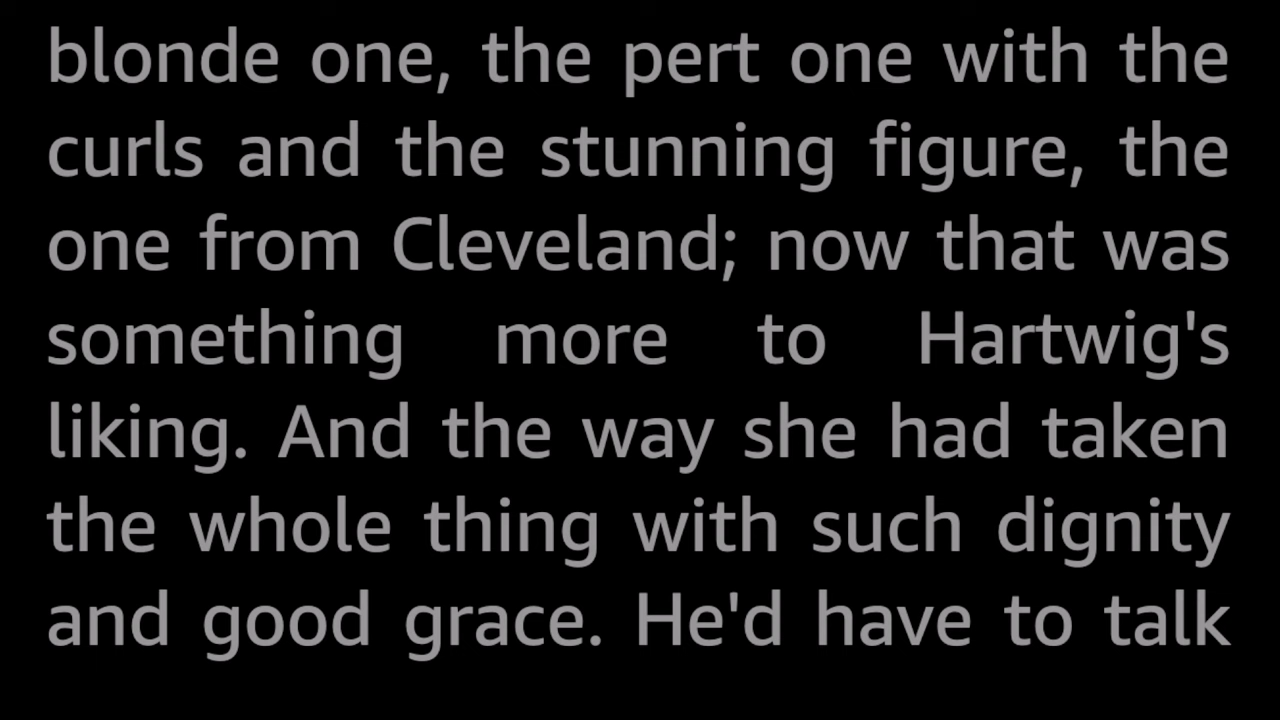 blonde one, the pert one with the
curls and the stunning figure, the
one from Cleveland; now that was
something more to Hartwig's
liking. And the way she had taken
the whole thing with such dignity
and good grace. He'd have to talk